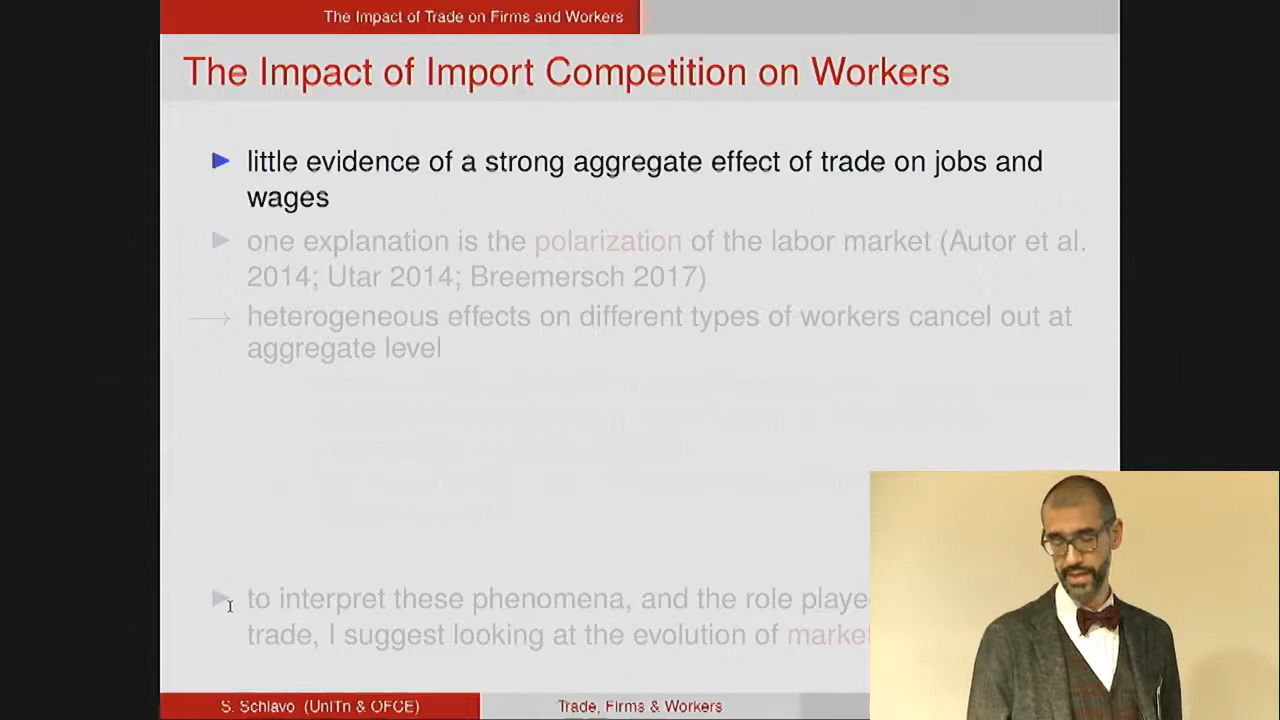 The Impact of Trade on Firms and Workers
The Impact of Import Competition on Workers
little evidence of a strong aggregate effect of trade on jobs and
wages
one explanation is the polarization of the labor market (Autor et al.
2014; Utar 2014; Breemersch 2017)
heterogeneous effects on different types of workers cancel out at
aggregate level
to interpret these phenomena, and the role playe
trade, I suggest looking at the evolution of market
S. Schiavo (UniTn & OFCE)
Trade, Firms & Workers